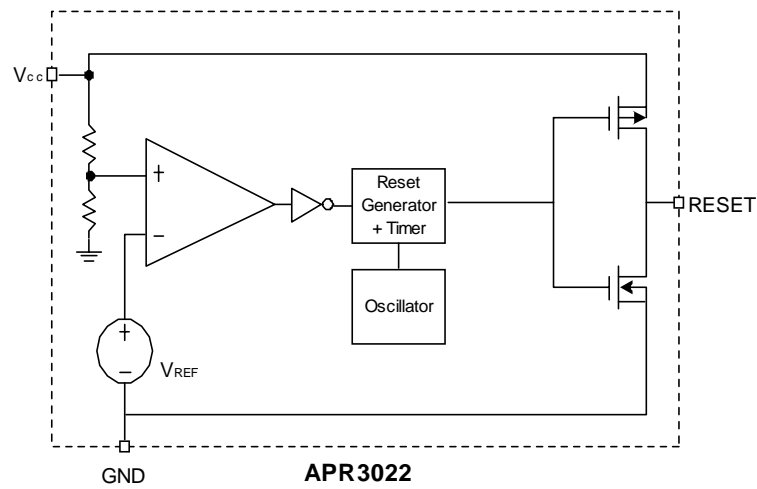 Vcc
+
−
Reset
Generator
+ Timer
RESET
Oscillator
+
−
VREF
GND
APR3022